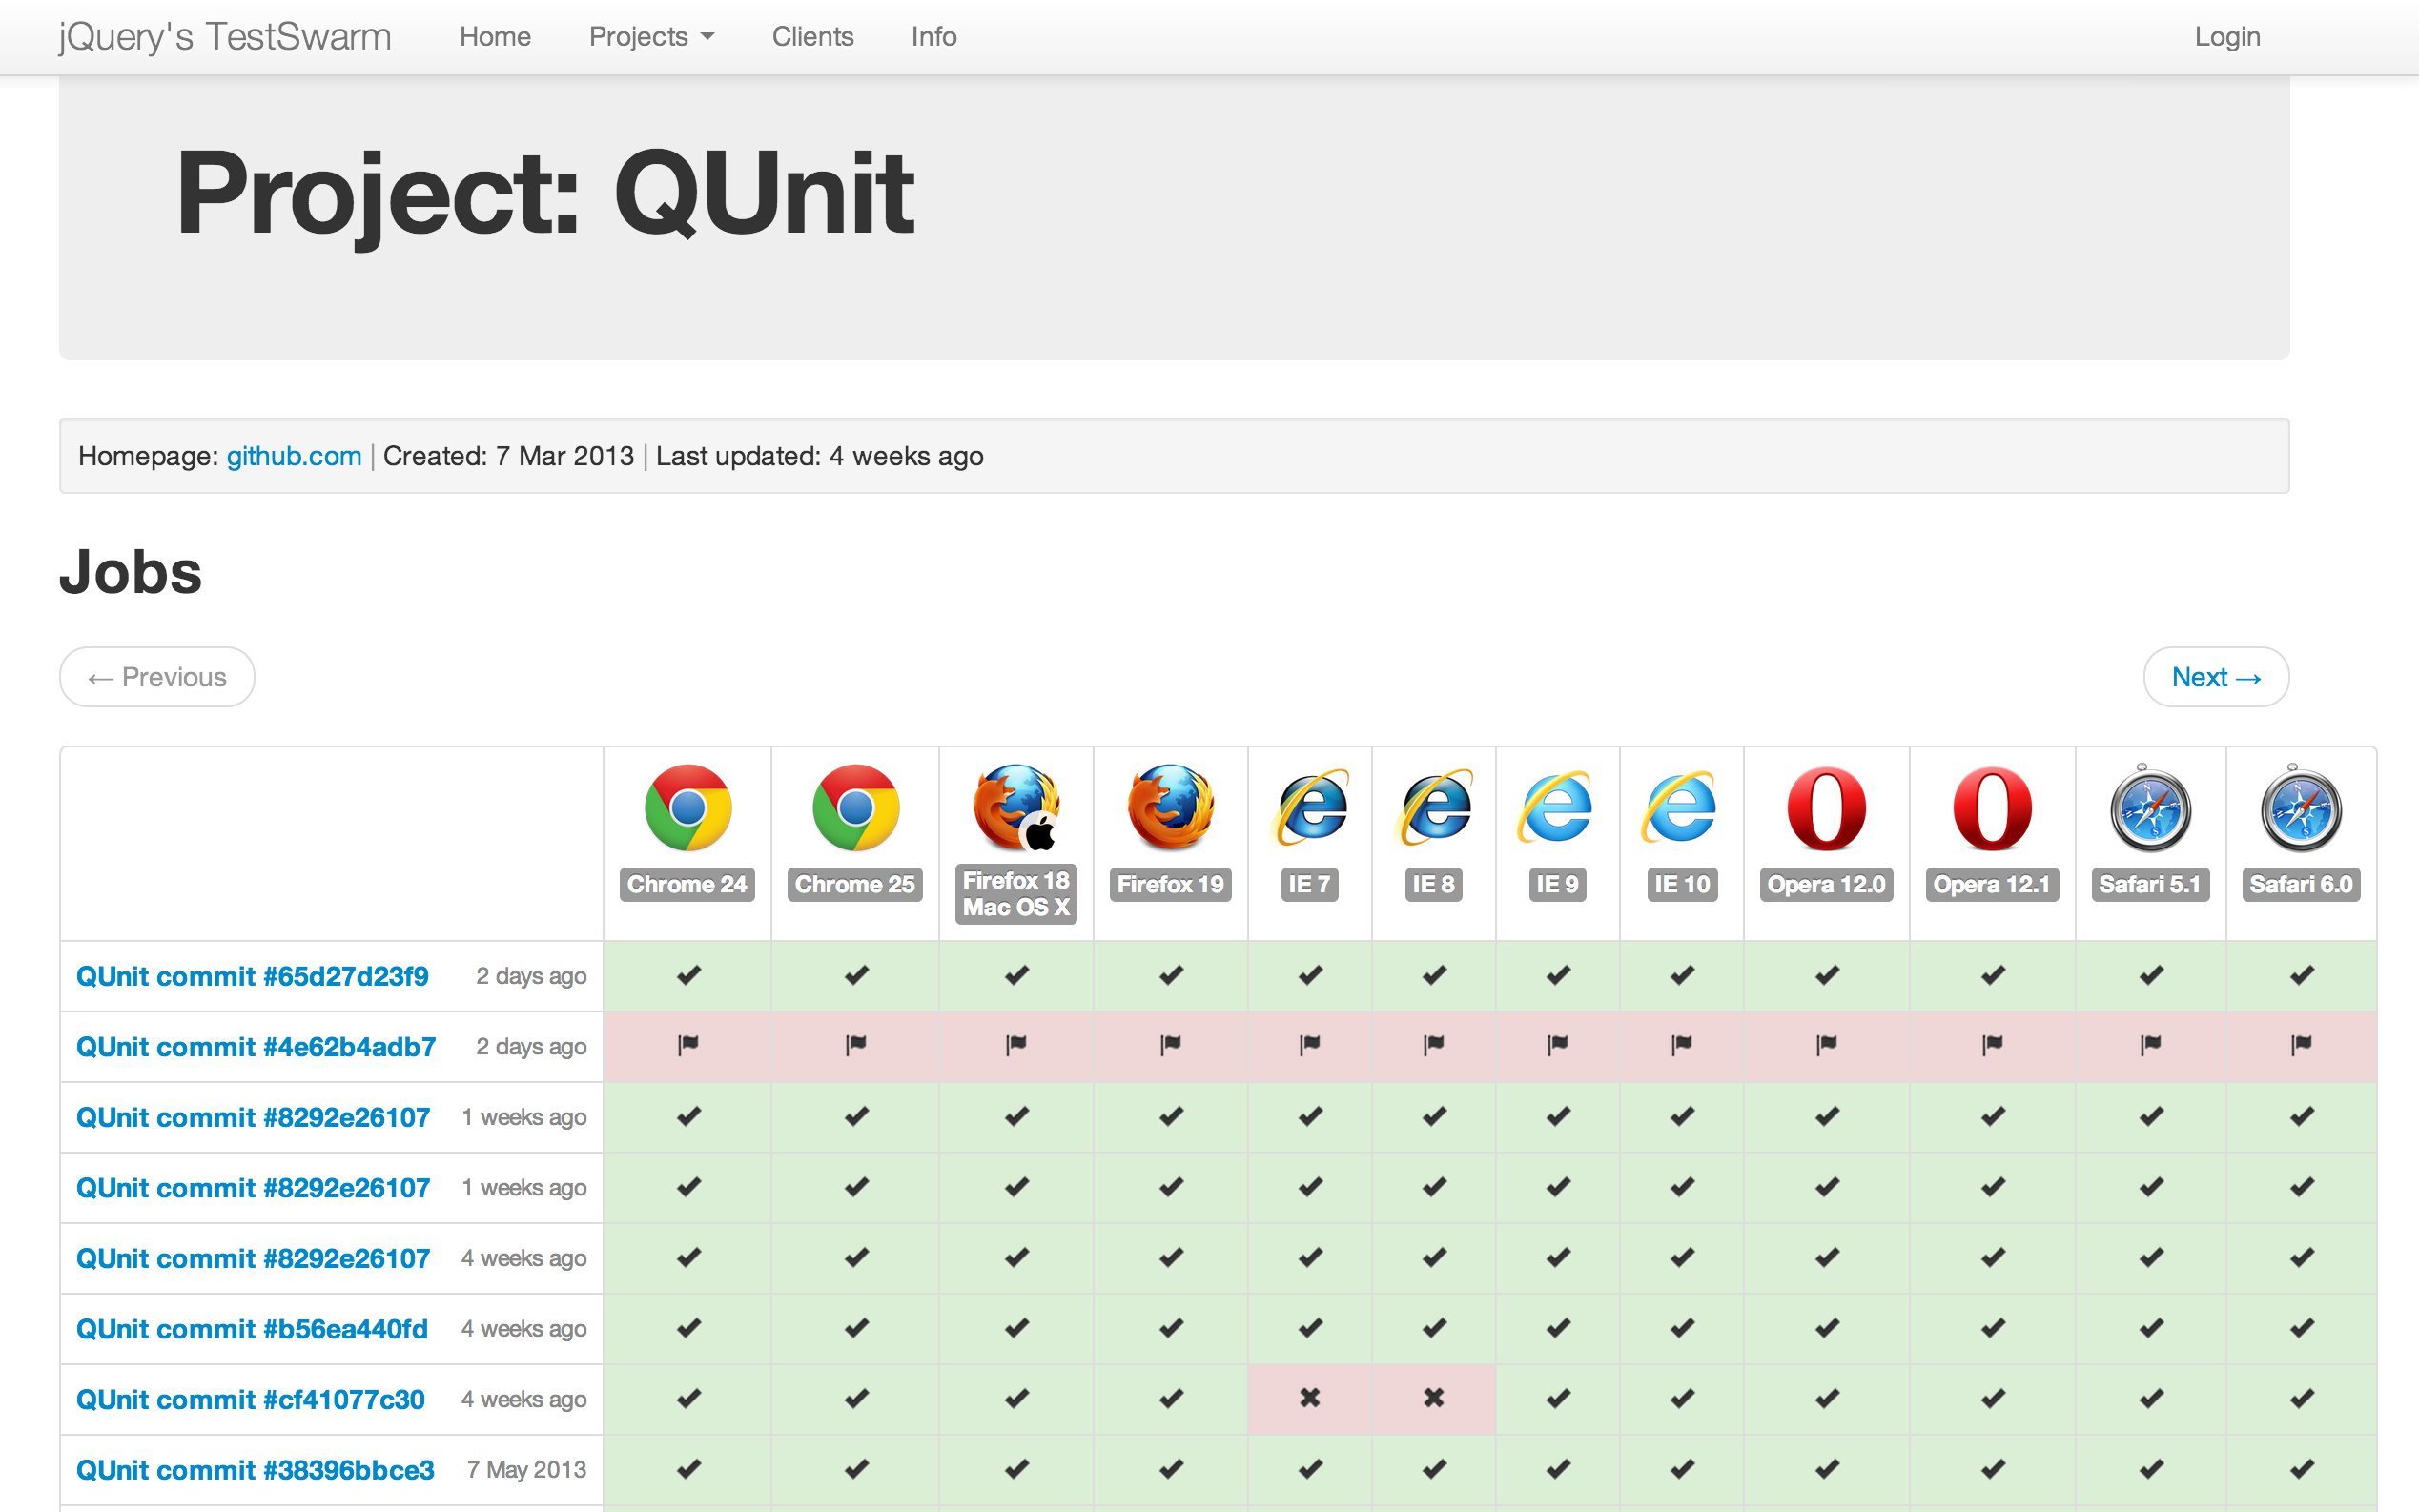 jQuery's TestSwarm Home Projects Clients Info Login
Project: QUnit
Homepage: github.com | Created: 7 Mar 2013 | Last updated: 4 weeks ago
Jobs
← Previous Next →
Chrome 24 Chrome 25 Firefox 18 Mac OS X Firefox 19 IE 7 IE 8 IE 9 IE 10 Opera 12.0 Opera 12.1 Safari 5.1 Safari 6.0
QUnit commit #65d27d23f9 2 days ago
QUnit commit #4e62b4adb7 2 days ago
QUnit commit #8292e26107 1 weeks ago
QUnit commit #8292e26107 1 weeks ago
QUnit commit #8292e26107 4 weeks ago
QUnit commit #b56ea440fd 4 weeks ago
QUnit commit #cf41077c30 4 weeks ago
QUnit commit #38396bbce3 7 May 2013